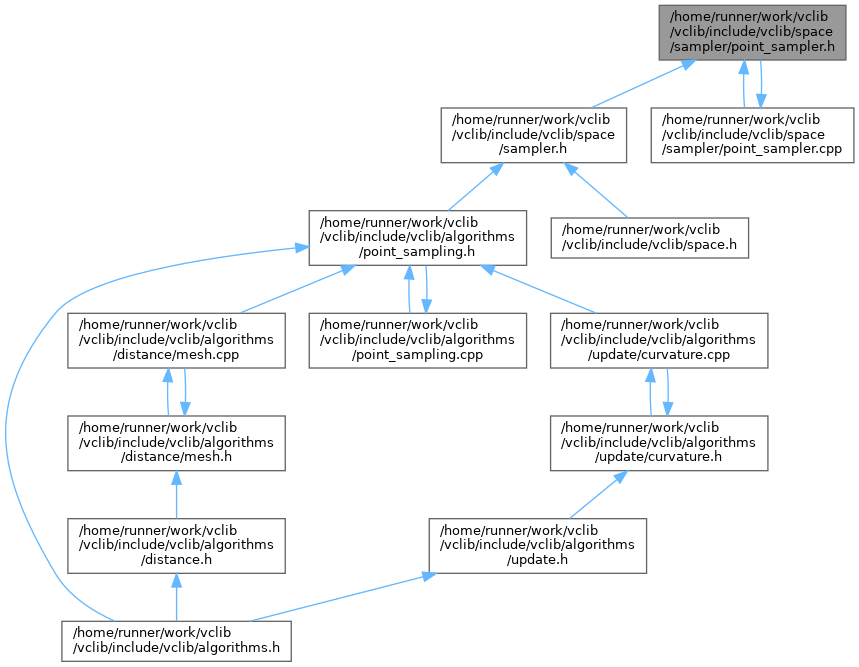 /home/runner/work/vclib
/vclib/include/vclib/space
/sampler/point_sampler.h
/home/runner/work/vclib
/vclib/include/vclib/space
/sampler.h
/home/runner/work/vclib
/vclib/include/vclib/space
/sampler/point_sampler.cpp
/home/runner/work/vclib
/vclib/include/vclib/algorithms
/point_sampling.h
/home/runner/work/vclib
/vclib/include/vclib/space.h
/home/runner/work/vclib
/vclib/include/vclib/algorithms
/distance/mesh.cpp
/home/runner/work/vclib
/vclib/include/vclib/algorithms
/point_sampling.cpp
/home/runner/work/vclib
/vclib/include/vclib/algorithms
/update/curvature.cpp
/home/runner/work/vclib
/vclib/include/vclib/algorithms
/distance/mesh.h
/home/runner/work/vclib
/vclib/include/vclib/algorithms
/update/curvature.h
/home/runner/work/vclib
/vclib/include/vclib/algorithms
/distance.h
/home/runner/work/vclib
/vclib/include/vclib/algorithms
/update.h
/home/runner/work/vclib
/vclib/include/vclib/algorithms.h